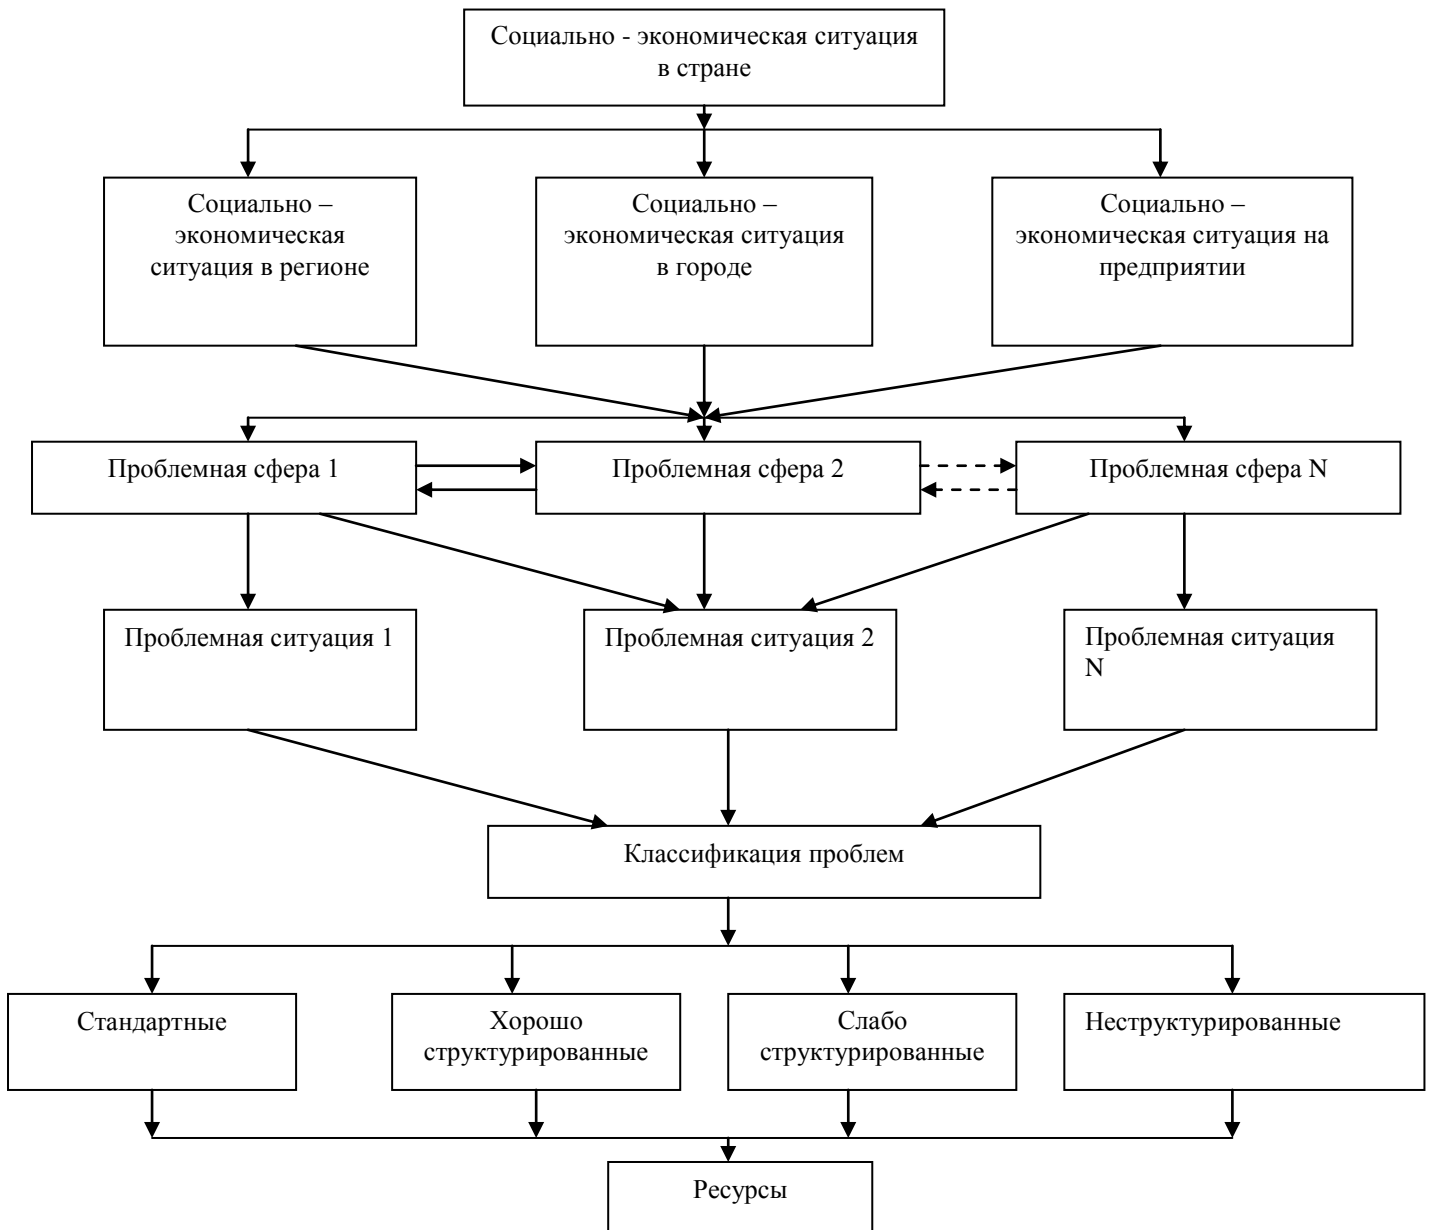 Социально - экономическая ситуация
в стране
Социально –
экономическая
ситуация в регионе
Социально –
экономическая ситуация
в городе
Социально –
экономическая ситуация на
предприятии
Проблемная сфера 1
Проблемная сфера 2
Проблемная сфера N
Проблемная ситуация 1
Проблемная ситуация 2
Проблемная ситуация
N
Классификация проблем
Стандартные
Хорошо
структурированные
Слабо
структурированные
Неструктурированные
Ресурсы